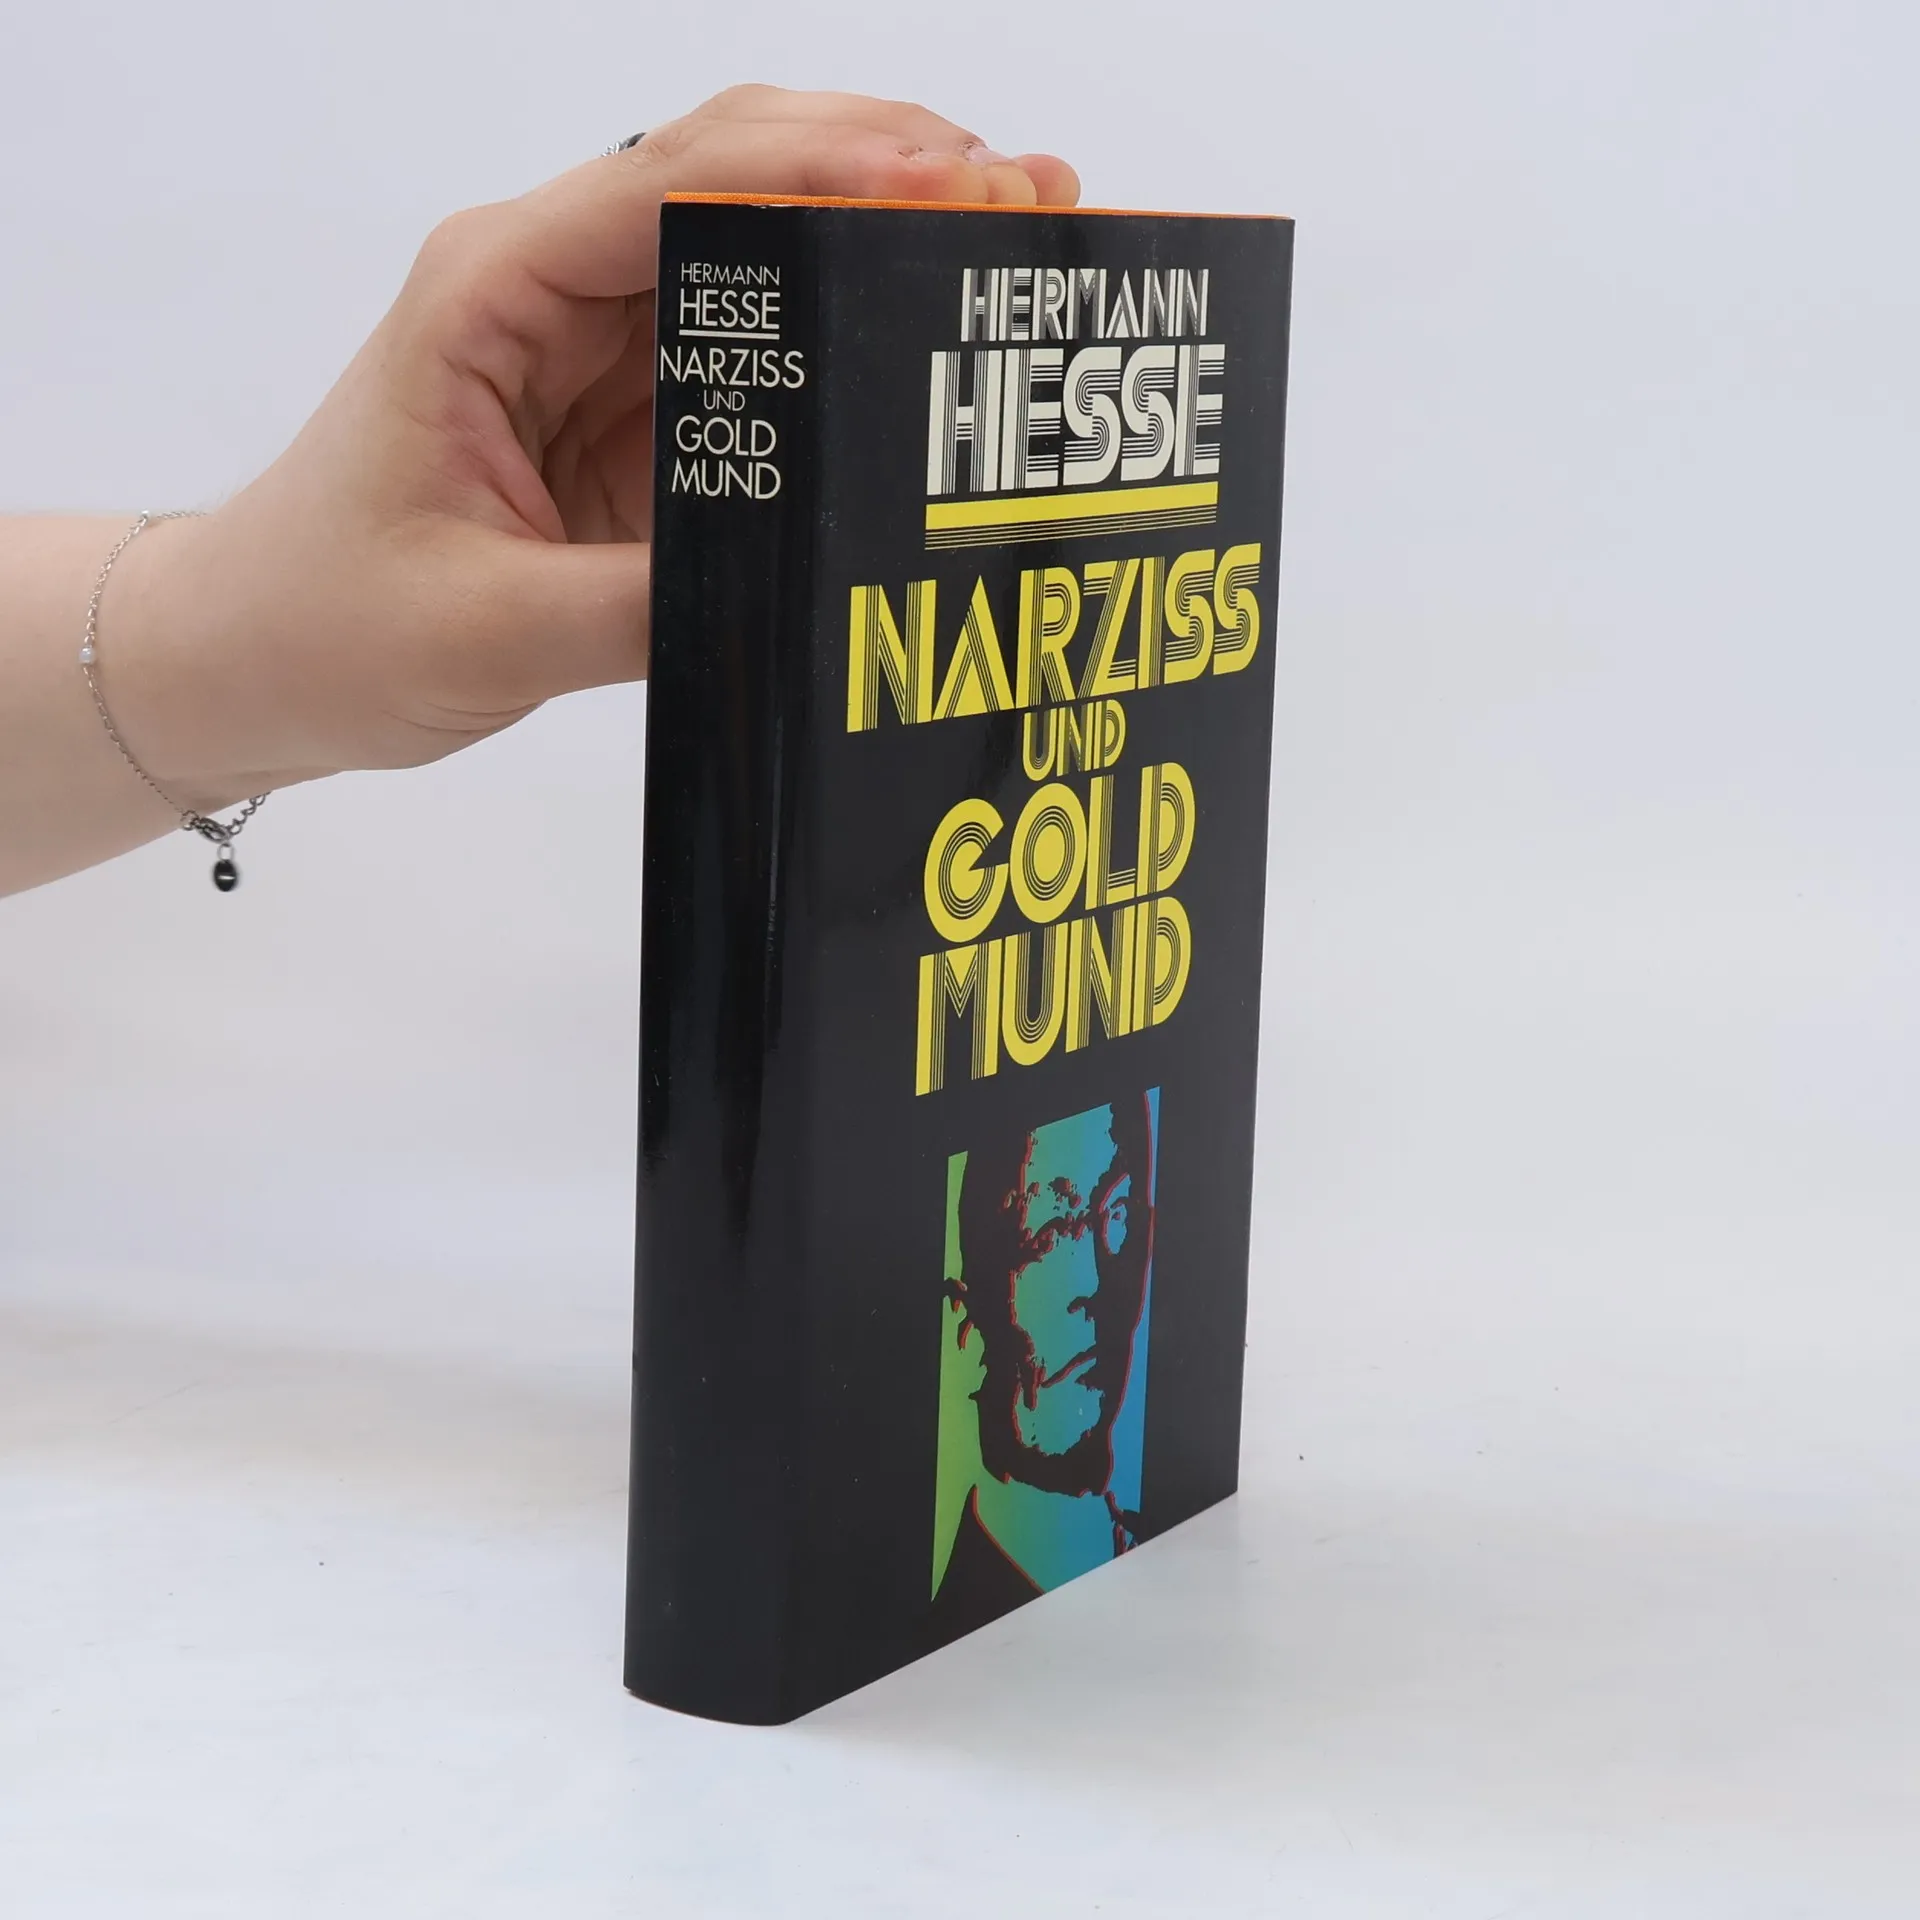 HERMANN
HESSE
NARZISS
UND
GOLD
MUND
HERMANN
HESSE
NARZISS
UND
GOLD
MUND